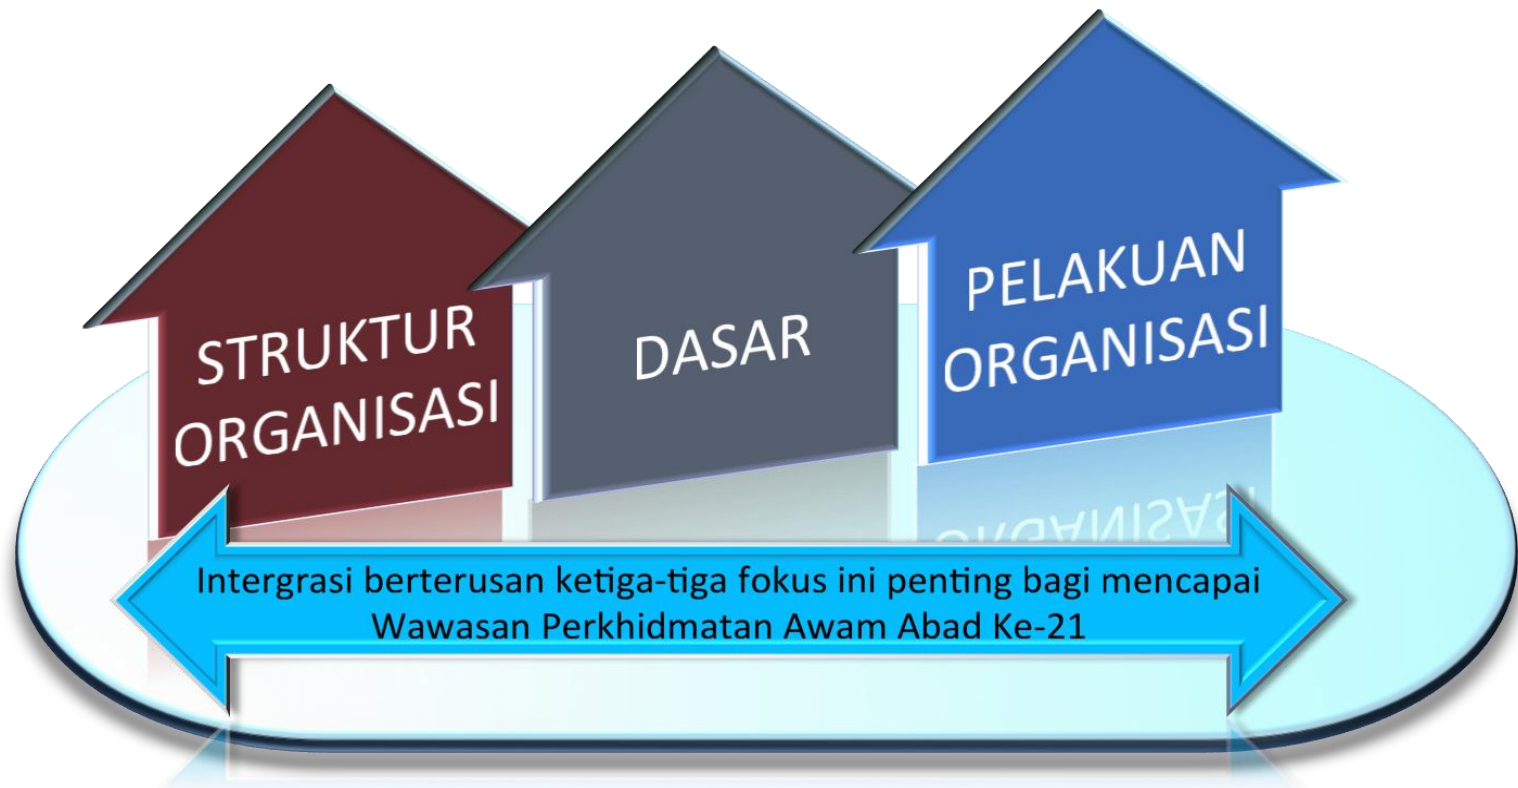 STRUKTUR
ORGANISASI
DASAR
PELAKUAN
ORGANISASI
Intergrasi berterusan ketiga-tiga fokus ini penting bagi mencapai
Wawasan Perkhidmatan Awam Abad Ke-21